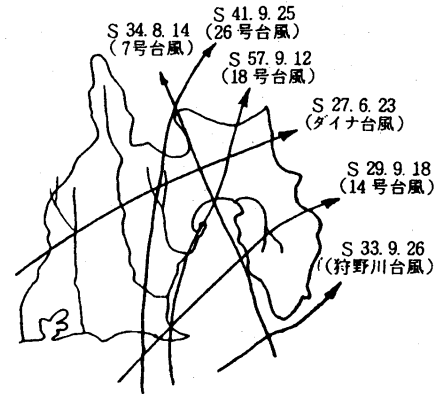 S 41.9.25
(26号台風)
S 34.8.14
(7号台風)
S 57.9.12
(18号台風)
S 27.6.23
(ダイナ台風)
S 29.9.18
(14号台風)
S 33.9.26
(狩野川台風)